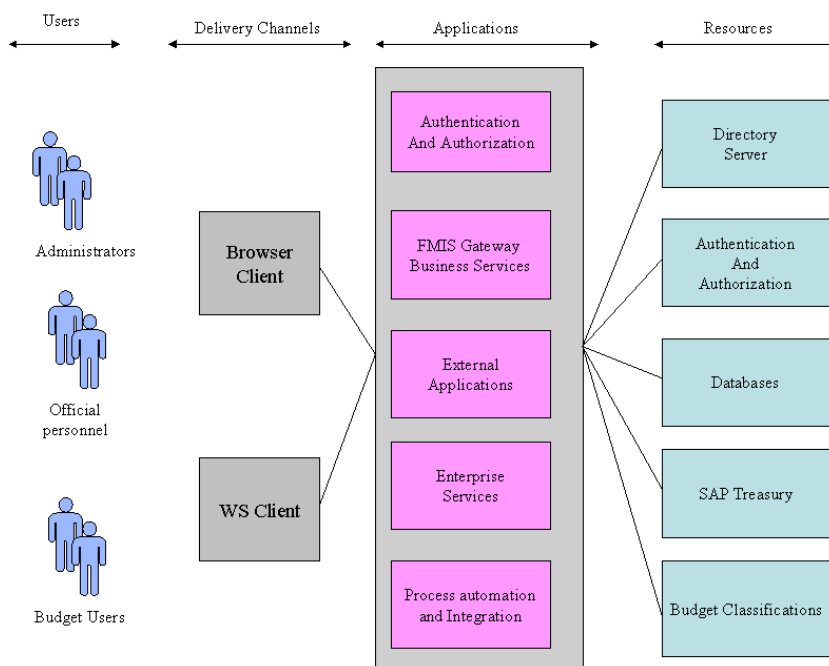 Users
Delivery Channels
Applications
Resources
Administrators
Official
personnel
Budget Users
Browser
Client
WS Client
Authentication
And Authorization
FMIS Gateway
Business Services
External
Applications
Enterprise
Services
Process automation
and Integration
Directory
Server
Authentication
And
Authorization
Databases
SAP Treasury
Budget Classifications